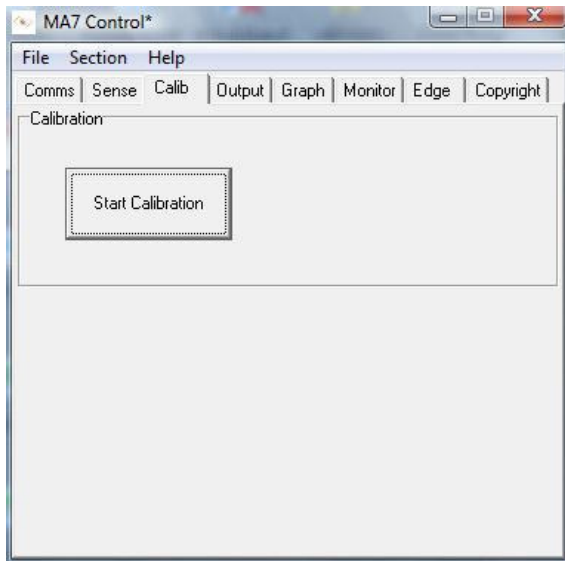 MA7 Control*
File Section Help
Comms Sense Calib Output Graph Monitor Edge Copyright
Calibration
Start Calibration